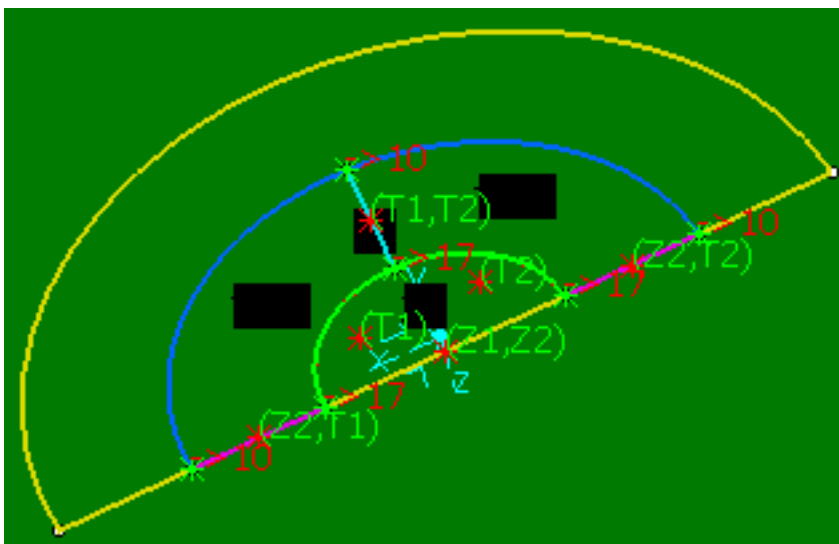 -> 10
(T1,T2)
-> 10
-> 17
(T2)
(Z2,T2)
-> 17
Y
(T1)
(Z1,Z2)
X
Z
-> 17
(Z2,T1)
-> 10